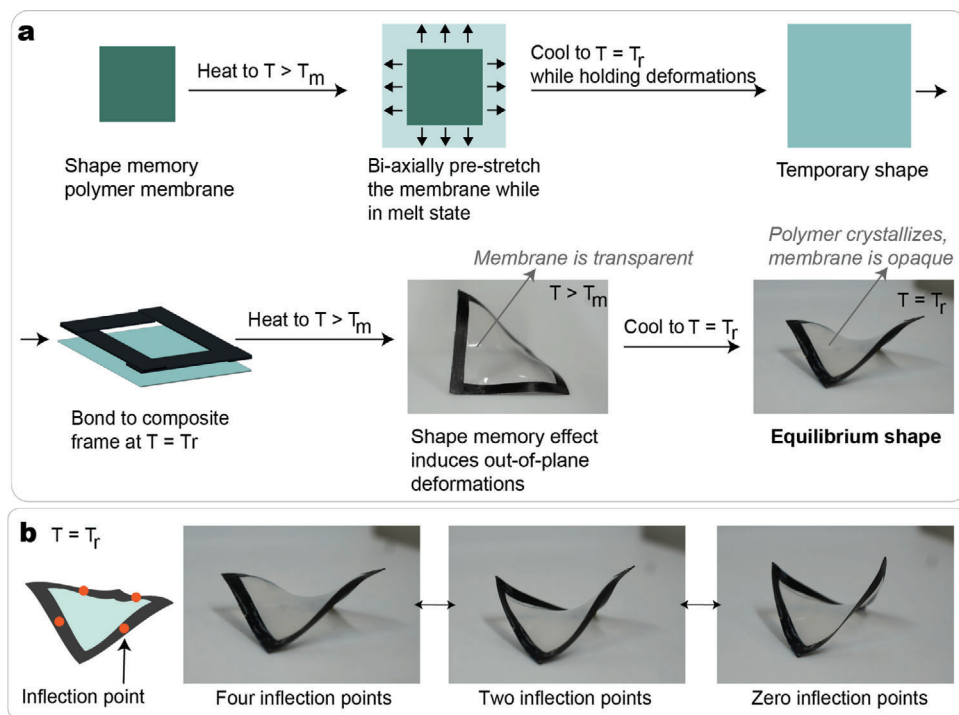 a
Heat to T > Tm
Cool to T = Tr
while holding deformations
Shape memory
polymer membrane
Bi-axially pre-stretch
the membrane while
in melt state
Temporary shape
Membrane is transparent
Polymer crystallizes,
membrane is opaque
T > Tm
T = Tr
Heat to T > Tm
Cool to T = Tr
Bond to composite
frame at T = Tr
Shape memory effect
induces out-of-plane
deformations
Equilibrium shape
b
T = Tr
Inflection point
Four inflection points
Two inflection points
Zero inflection points